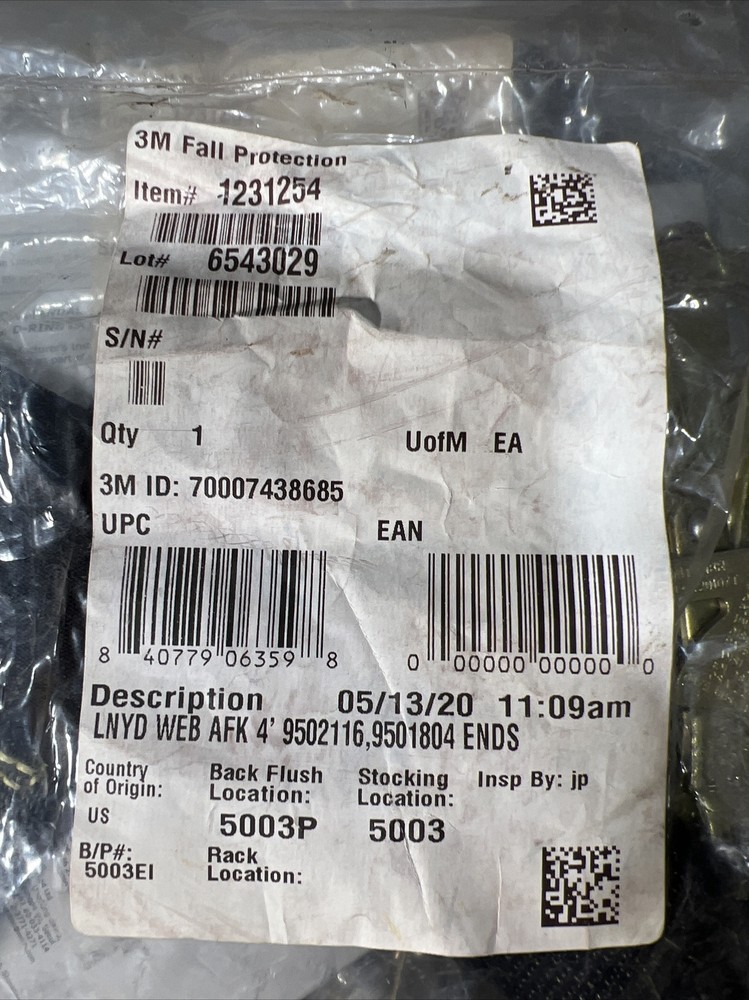 3M Fall Protection
Item# 1231254
Lot# 6543029
S/N#
Qty 1 UofM EA
3M ID: 70007438685
UPC EAN
8 40779 06359 8 0 00000 00000 0
Description 05/13/20 11:09am
LNYD WEB AFK 4' 9502116,9501804 ENDS
Country of Origin: Back Flush Location: Stocking Location: Insp By: jp
US 5003P 5003
B/P#: Rack
5003EI Location: